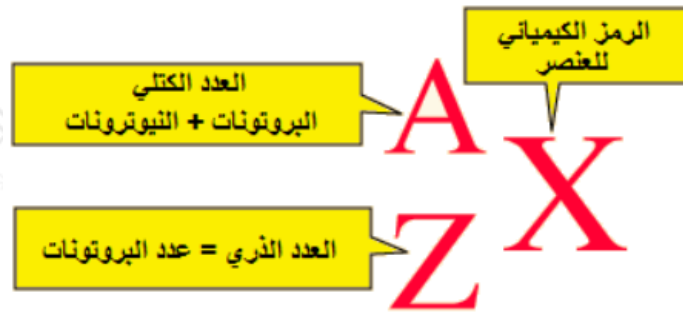 الرمز الكيميائي
للعنصر
العدد الكتلي
البروتونات + النيوترونات
A
X
Z
العدد الذري = عدد البروتونات